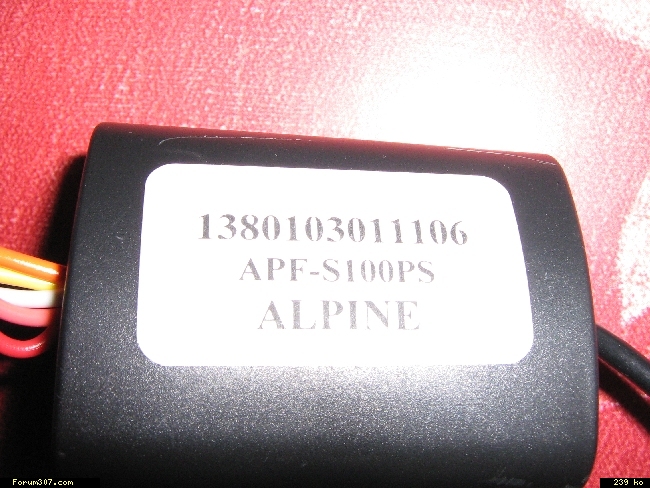 1380103011106
APF-S100PS
ALPINE
Forum307.com
239 ko